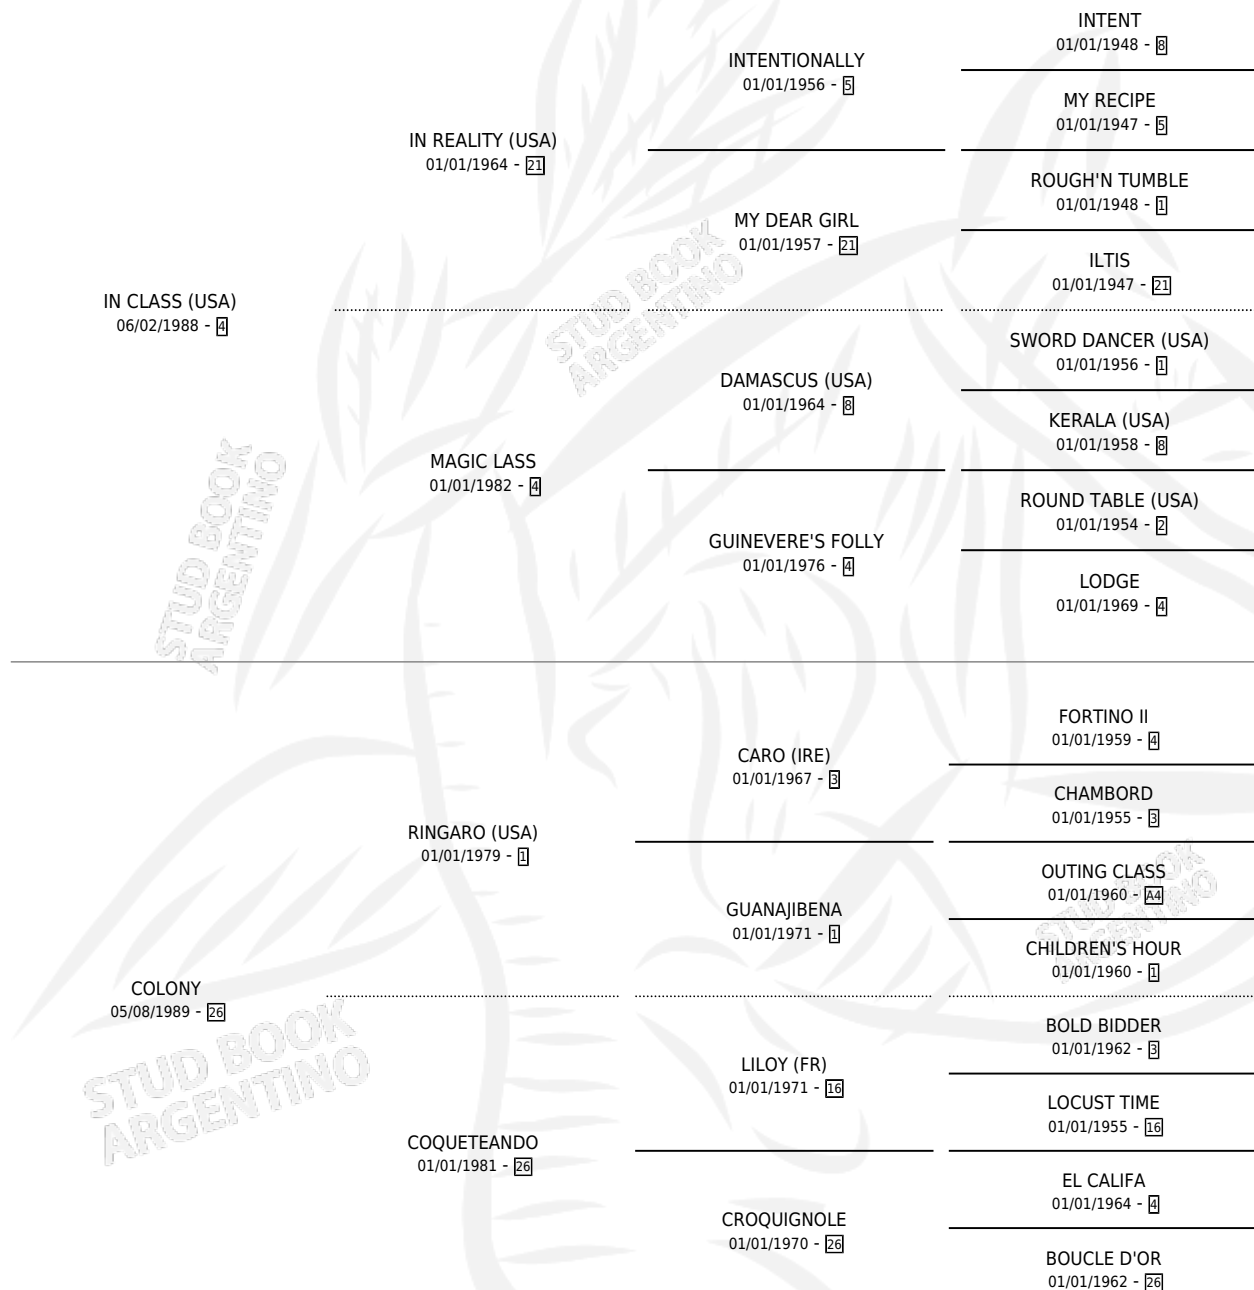 INTENT
01/01/1948 - 8
INTENTIONALLY
01/01/1956 - 5
MY RECIPE
01/01/1947 - 5
IN REALITY (USA)
01/01/1964 - 21
ROUGH'N TUMBLE
01/01/1948 - 1
MY DEAR GIRL
01/01/1957 - 21
ILTIS
01/01/1947 - 21
IN CLASS (USA)
06/02/1988 - 4
SWORD DANCER (USA)
01/01/1956 - 1
DAMASCUS (USA)
01/01/1964 - 8
KERALA (USA)
01/01/1958 - 8
MAGIC LASS
01/01/1982 - 4
ROUND TABLE (USA)
01/01/1954 - 2
GUINEVERE'S FOLLY
01/01/1976 - 4
LODGE
01/01/1969 - 4
FORTINO II
01/01/1959 - 4
CARO (IRE)
01/01/1967 - 3
CHAMBORD
01/01/1955 - 3
RINGARO (USA)
01/01/1979 - 1
OUTING CLASS
01/01/1960 - A4
GUANAJIBENA
01/01/1971 - 1
CHILDREN'S HOUR
01/01/1960 - 1
COLONY
05/08/1989 - 26
BOLD BIDDER
01/01/1962 - 3
LILOY (FR)
01/01/1971 - 16
LOCUST TIME
01/01/1955 - 16
COQUETEANDO
01/01/1981 - 26
EL CALIFA
01/01/1964 - 4
CROQUIGNOLE
01/01/1970 - 26
BOUCLE D'OR
01/01/1962 - 26
STUD BOOK
ARGENTINO
STUD BOOK
ARGENTINO
STUD BOOK
ARGENTINO
STUD BOOK
ARGENTINO